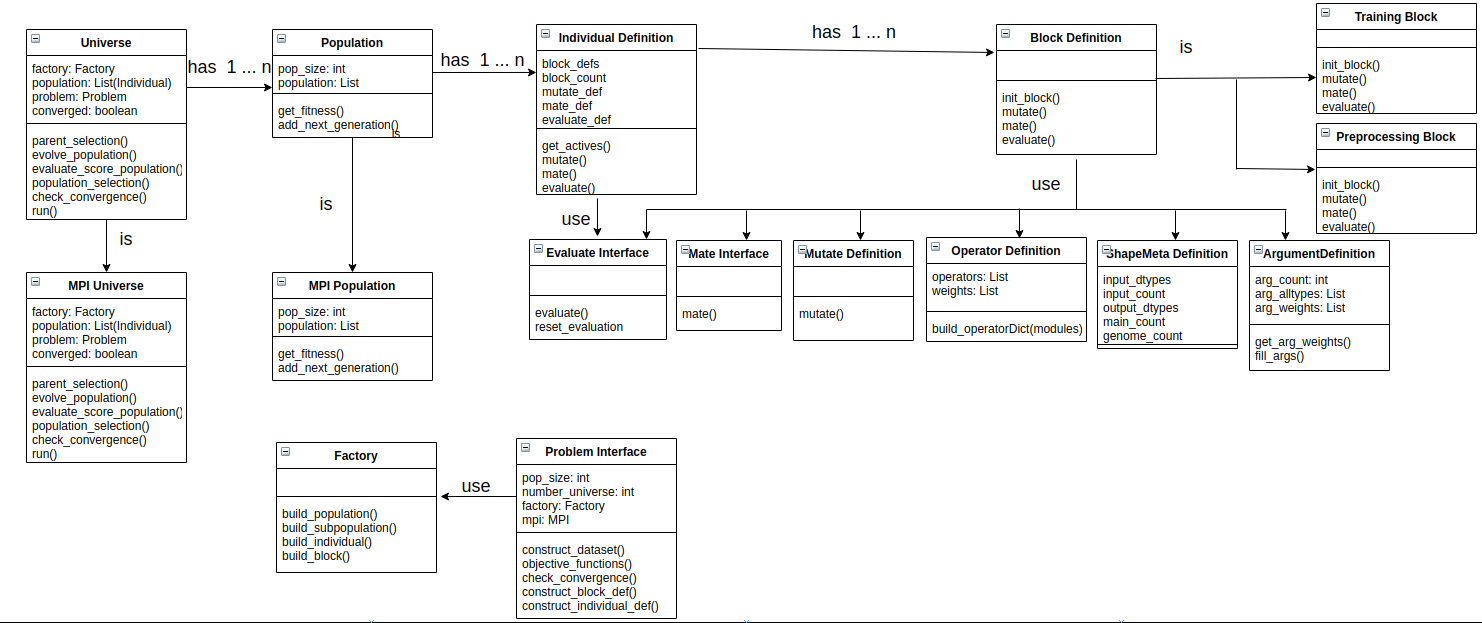 Universe
factory: Factory
population: List(Individual)
problem: Problem
converged: boolean
parent_selection()
evolve_population()
evaluate_score_population()
population_selection()
check_convergence()
run()
has 1 ... n
Population
pop_size: int
population: List
get_fitness()
add_next_generation()
is
has 1 ... n
Individual Definition
block_defs
block_count
mutate_def
mate_def
evaluate_def
get_actives()
mutate()
mate()
evaluate()
has 1 ... n
Block Definition
init_block()
mutate()
mate()
evaluate()
is
Training Block
init_block()
mutate()
mate()
evaluate()
Preprocessing Block
init_block()
mutate()
mate()
evaluate()
is
is
use
use
MPI Universe
factory: Factory
population: List(Individual)
problem: Problem
converged: boolean
parent_selection()
evolve_population()
evaluate_score_population()
population_selection()
check_convergence()
run()
MPI Population
pop_size: int
population: List
get_fitness()
add_next_generation()
Evaluate Interface
evaluate()
reset_evaluation
Mate Interface
mate()
Mutate Definition
mutate()
Operator Definition
operators: List
weights: List
build_operatorDict(modules)
ShapeMeta Definition
input_dtypes
input_count
output_dtypes
main_count
genome_count
ArgumentDefinition
arg_count: int
arg_alltypes: List
arg_weights: List
get_arg_weights()
fill_args()
Factory
build_population()
build_subpopulation()
build_individual()
build_block()
use
Problem Interface
pop_size: int
number_universe: int
factory: Factory
mpi: MPI
construct_dataset()
objective_functions()
check_convergence()
construct_block_def()
construct_individual_def()